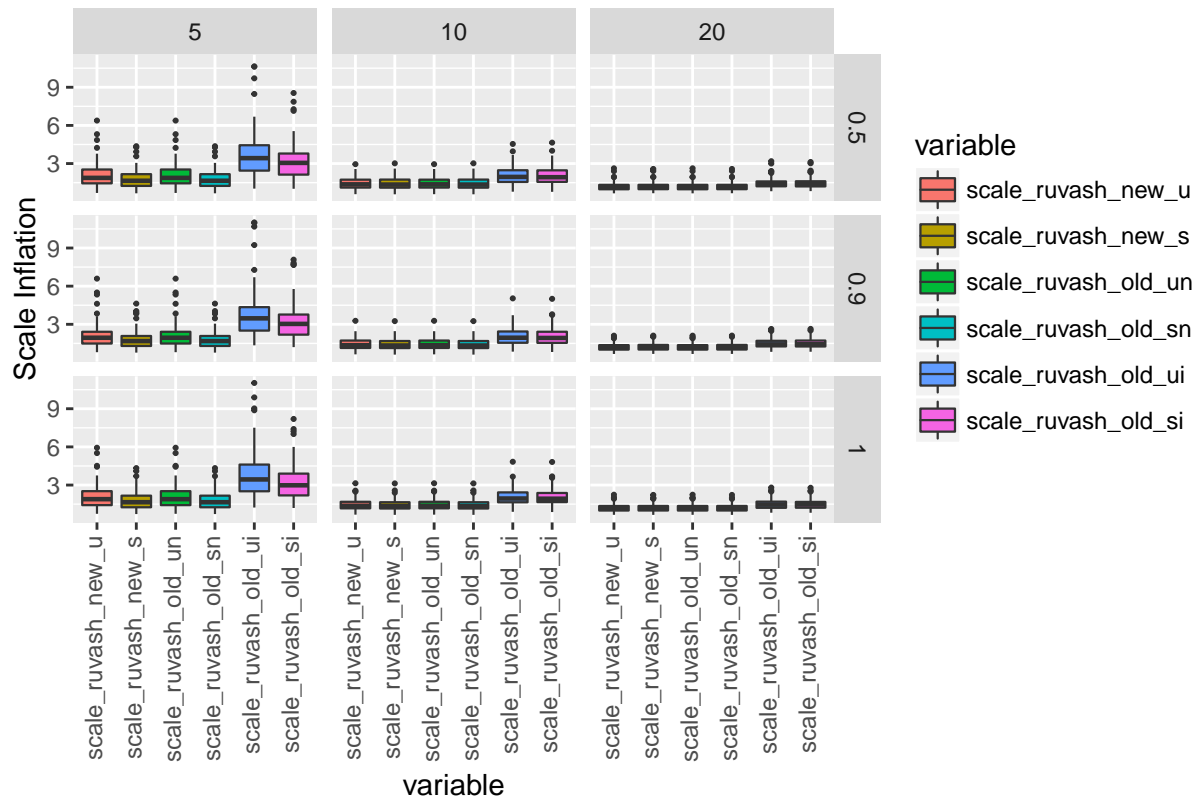 5
10
20
Scale Inflation
9
6
3
0.5
9
6
3
0.9
9
6
3
1
scale_ruvash_new_u
scale_ruvash_new_s
scale_ruvash_old_un
scale_ruvash_old_sn
scale_ruvash_old_ui
scale_ruvash_old_si
scale_ruvash_new_u
scale_ruvash_new_s
scale_ruvash_old_un
scale_ruvash_old_sn
scale_ruvash_old_ui
scale_ruvash_old_si
scale_ruvash_new_u
scale_ruvash_new_s
scale_ruvash_old_un
scale_ruvash_old_sn
scale_ruvash_old_ui
scale_ruvash_old_si
variable
variable
scale_ruvash_new_u
scale_ruvash_new_s
scale_ruvash_old_un
scale_ruvash_old_sn
scale_ruvash_old_ui
scale_ruvash_old_si